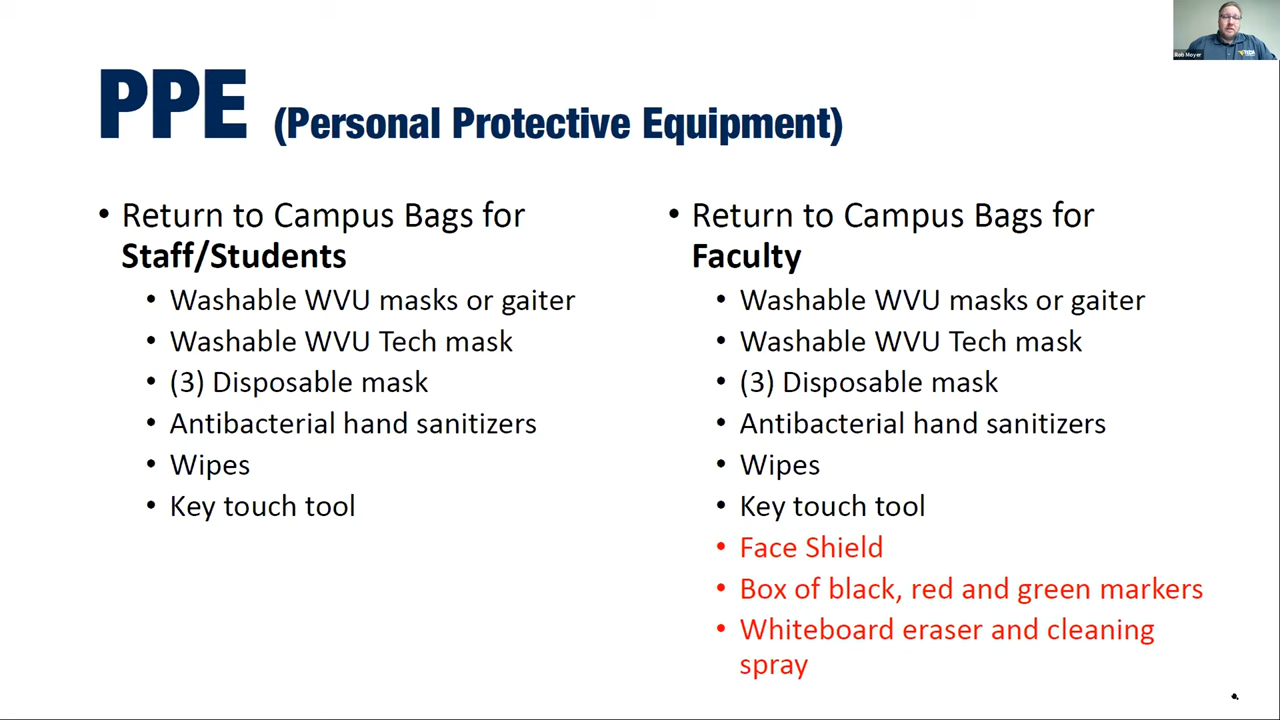 PPE (Personal Protective Equipment)
• Return to Campus Bags for
Staff/Students
• Washable WVU masks or gaiter
• Washable WVU Tech mask
• (3) Disposable mask
• Antibacterial hand sanitizers
• Wipes
• Key touch tool
• Return to Campus Bags for
Faculty
• Washable WVU masks or gaiter
• Washable WVU Tech mask
• (3) Disposable mask
• Antibacterial hand sanitizers
• Wipes
• Key touch tool
• Face Shield
• Box of black, red and green markers
• Whiteboard eraser and cleaning
spray
Rob Moyer
TECH